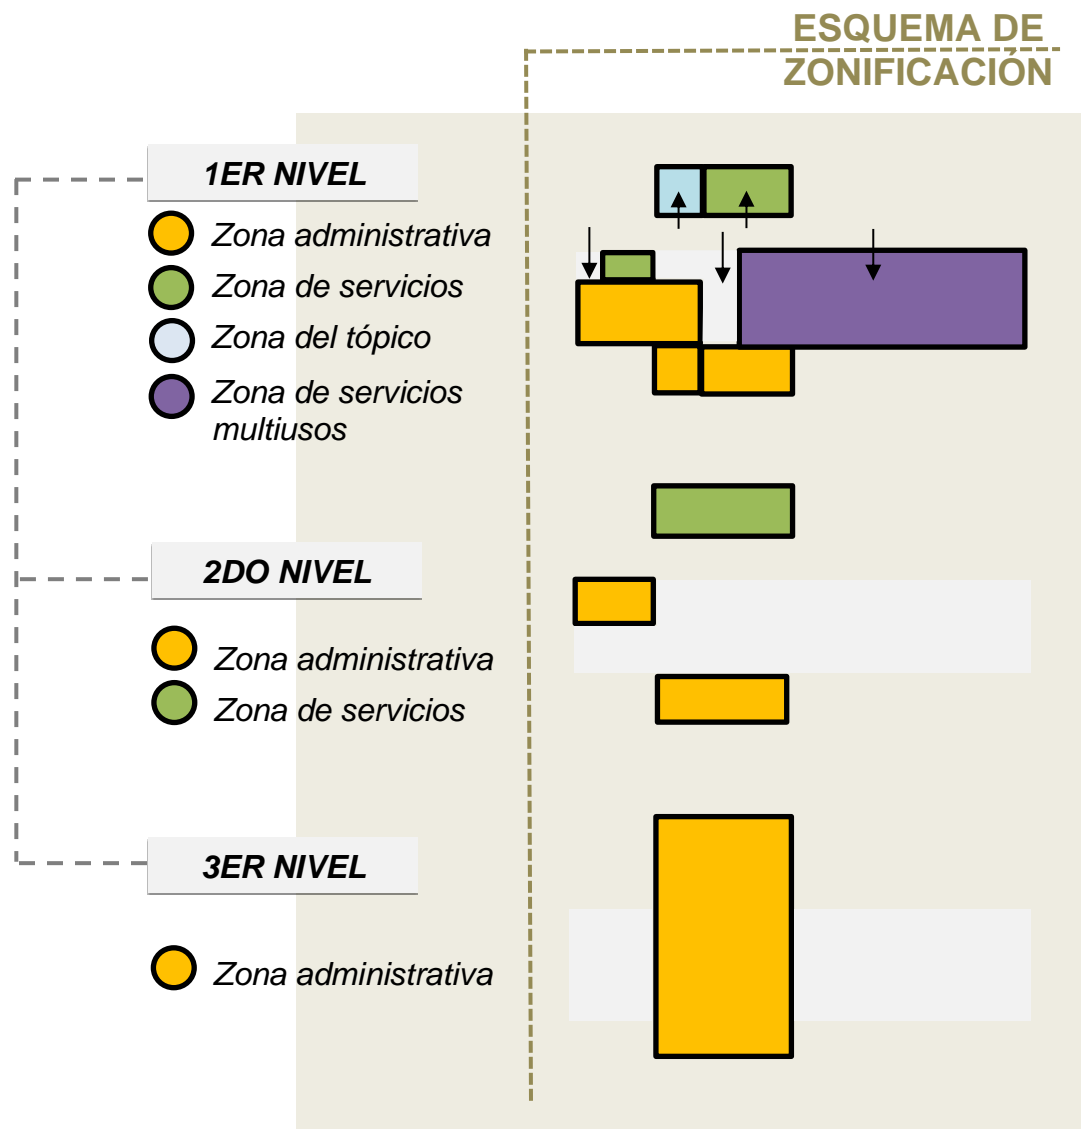 ESQUEMA DE
ZONIFICACIÓN
1ER NIVEL
Zona administrativa
Zona de servicios
Zona del tópico
Zona de servicios
multiusos
2DO NIVEL
Zona administrativa
Zona de servicios
3ER NIVEL
Zona administrativa